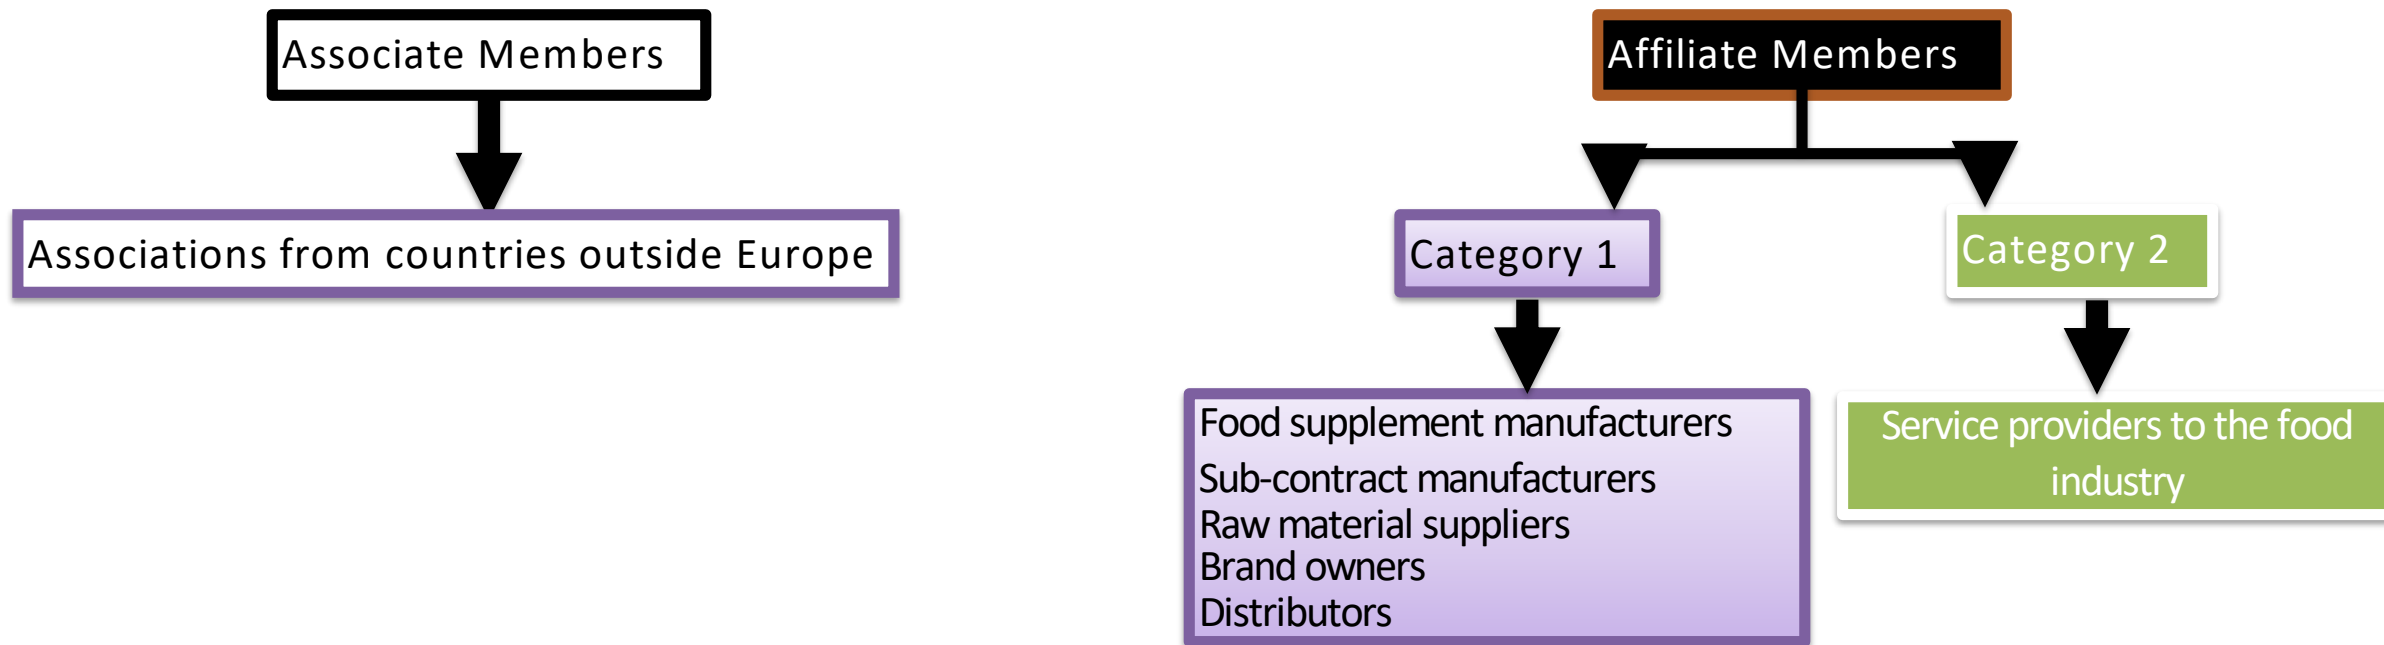 Associate Members
Affiliate Members
Associations from countries outside Europe
Category 1
Category 2
Food supplement manufacturers
Sub-contract manufacturers
Raw material suppliers
Brand owners
Distributors
Service providers to the food
industry